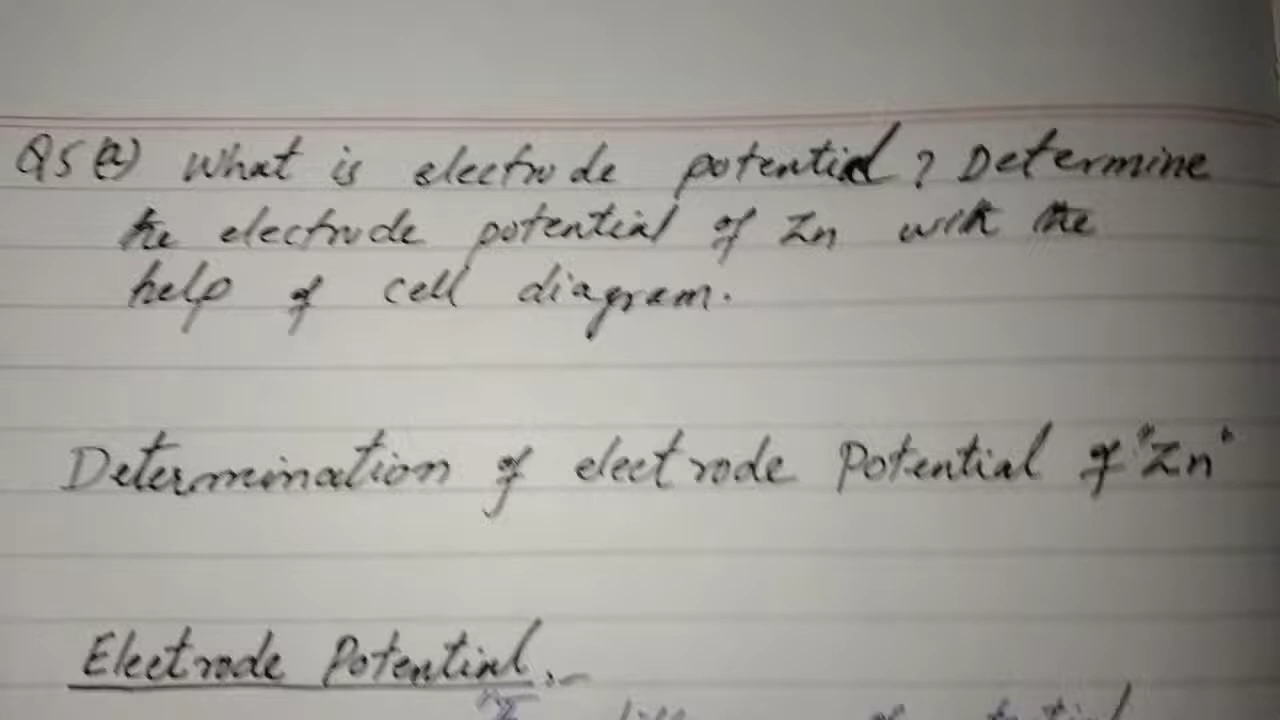 Q5(a) What is electrode potential? Determine
the electrode potential of Zn with the
help of cell diagram.
Determination of electrode Potential of "Zn"
Electrode Potential.-